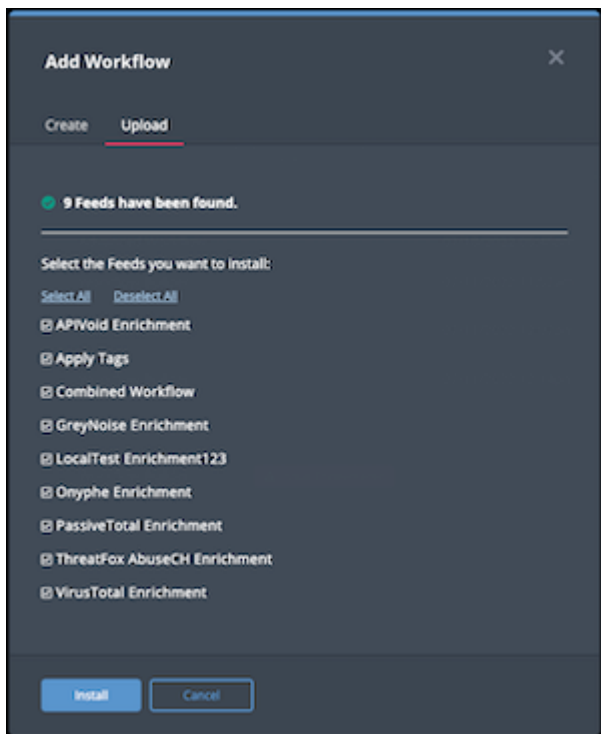 Add Workflow
Create Upload
9 Feeds have been found.
Select the Feeds you want to install:
Select All Deselect All
APIVoid Enrichment
Apply Tags
Combined Workflow
GreyNoise Enrichment
LocalTest Enrichment123
Onyphe Enrichment
PassiveTotal Enrichment
ThreatFox AbuseCH Enrichment
VirusTotal Enrichment
Install Cancel